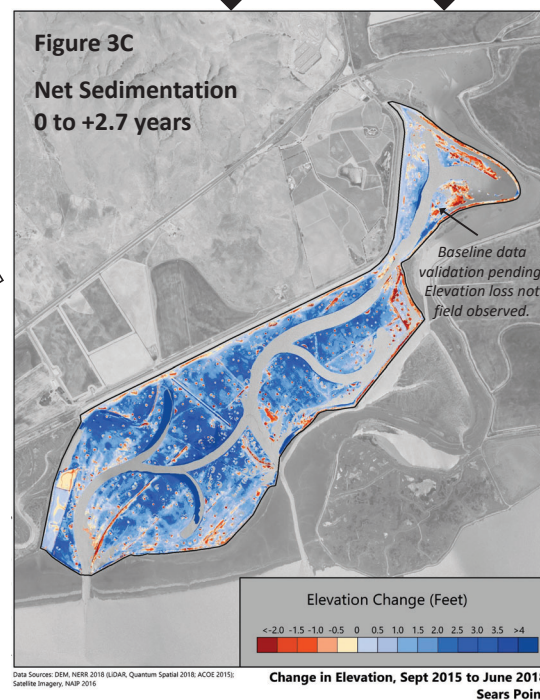 Figure 3C
Net Sedimentation
0 to +2.7 years
Baseline data
validation pending
Elevation loss not
field observed.
Elevation Change (Feet)
<-2.0 -1.5 -1.0 -0.5 0 0.5 1.0 1.5 2.0 2.5 3.0 3.5 >4
Data Sources: DEM, NERR 2018 (LiDAR, Quantum Spatial 2018; ACOE 2015);
Satellite Imagery, NAIP 2016
Change in Elevation, Sept 2015 to June 2018
Sears Point